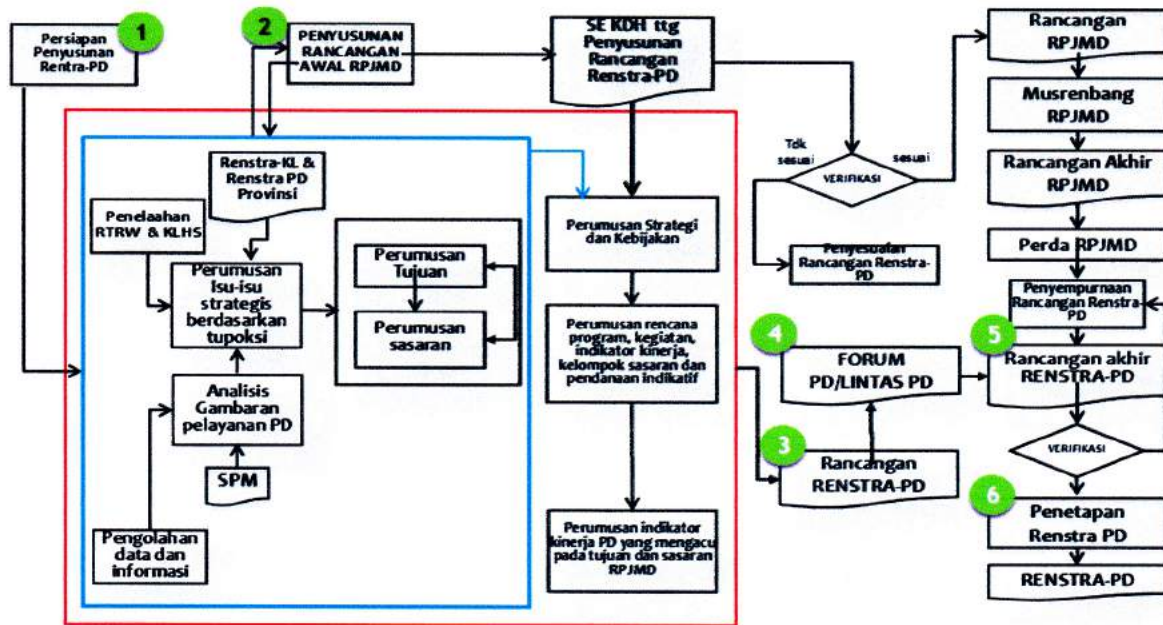 1
Persiapan
Penyusunan
Rentra-PD
2
PENYUSUNAN
RANCANGAN
AWAL RPJMD
SE KDH ttg
Penyusunan
Rancangan
Renstra-PD
Rancangan
RPJMD
Musrenbang
RPJMD
Rancangan Akhir
RPJMD
Perda RPJMD
Penyempurnaan
Rancangan Renstra-
PD
Tdk
sesuai
sesuai
VERIFIKASI
Penyesuaian
Rancangan Renstra-
PD
Renstra-KL &
Renstra PD
Provinsi
Penelaahan
RTRW & KLHS
Perumusan
Isu-isu
strategis
berdasarkan
tupoksi
Perumusan
Tujuan
Perumusan
sasaran
Analisis
Gambaran
pelayanan PD
SPM
Pengolahan
data dan
informasi
Perumusan Strategi
dan Kebijakan
Perumusan rencana
program, kegiatan,
indikator kinerja,
kelompok sasaran dan
pendanaan indikatif
Perumusan indikator
kinerja PD yang mengacu
pada tujuan dan sasaran
RPJMD
3
Rancangan
RENSTRA-PD
4
FORUM
PD/LINTAS PD
5
Rancangan akhir
RENSTRA-PD
VERIFIKASI
6
Penetapan
Renstra PD
RENSTRA-PD